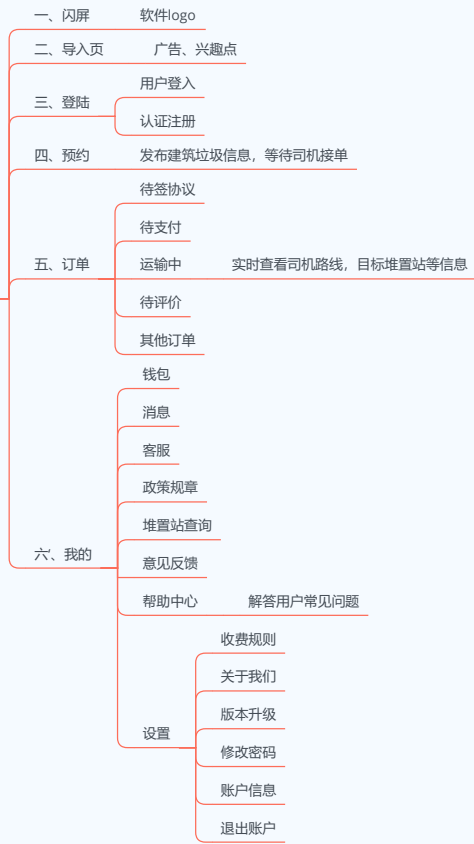 一、闪屏 软件logo
二、导入页 广告、兴趣点
三、登陆
用户登入
认证注册
四、预约 发布建筑垃圾信息，等待司机接单
五、订单
待签协议
待支付
运输中 实时查看司机路线，目标堆置站等信息
待评价
其他订单
六、我的
钱包
消息
客服
政策规章
堆置站查询
意见反馈
帮助中心 解答用户常见问题
设置
收费规则
关于我们
版本升级
修改密码
账户信息
退出账户